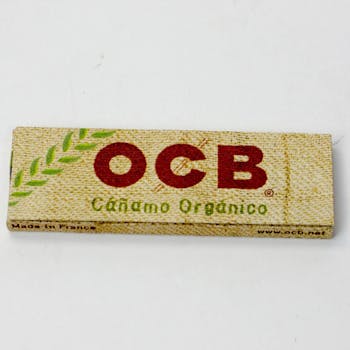 OCB®
Cáñamo Orgánico
Made in France
www.ocb.net